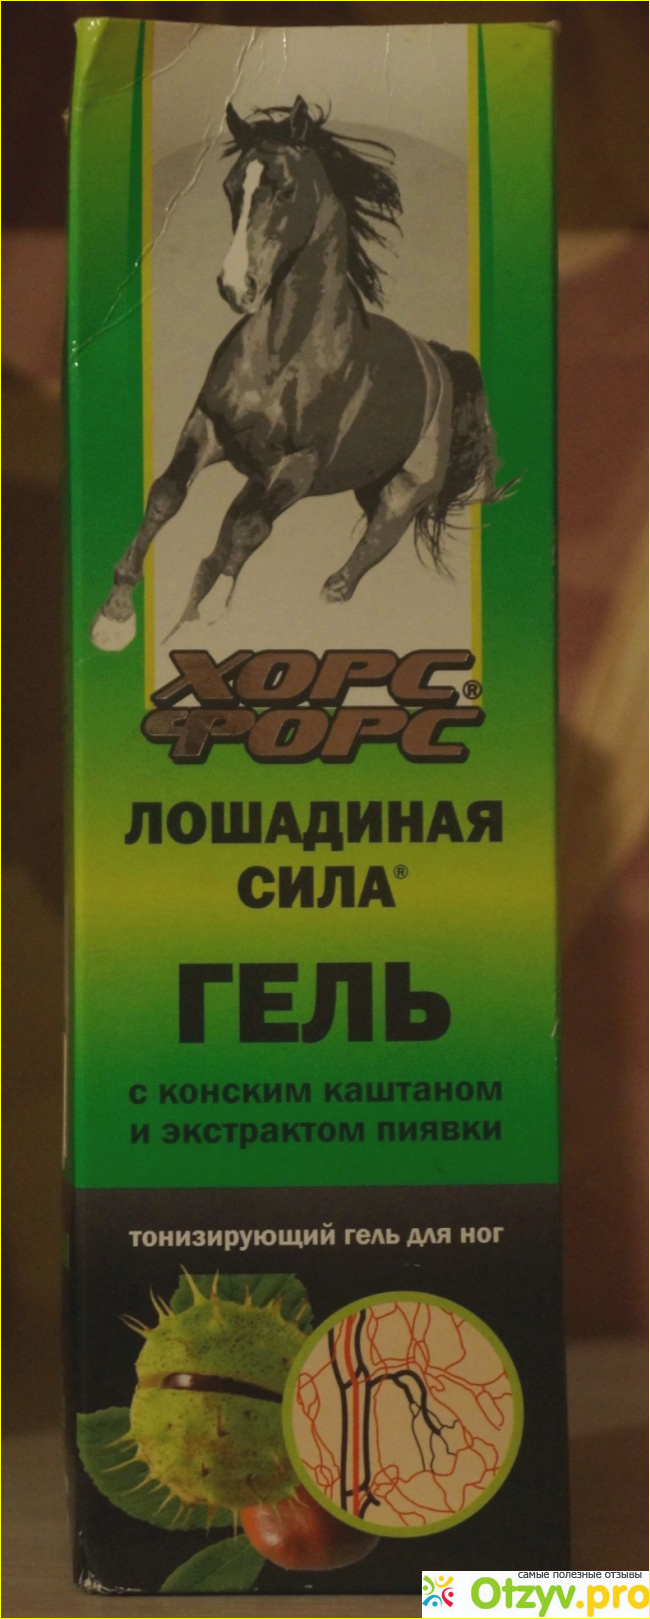 ХОРС®
ФОРС
ЛОШАДИНАЯ
СИЛА®
ГЕЛЬ
с конским каштаном
и экстрактом пиявки
тонизирующий гель для ног
самые полезные отзывы
Otzyv.pro